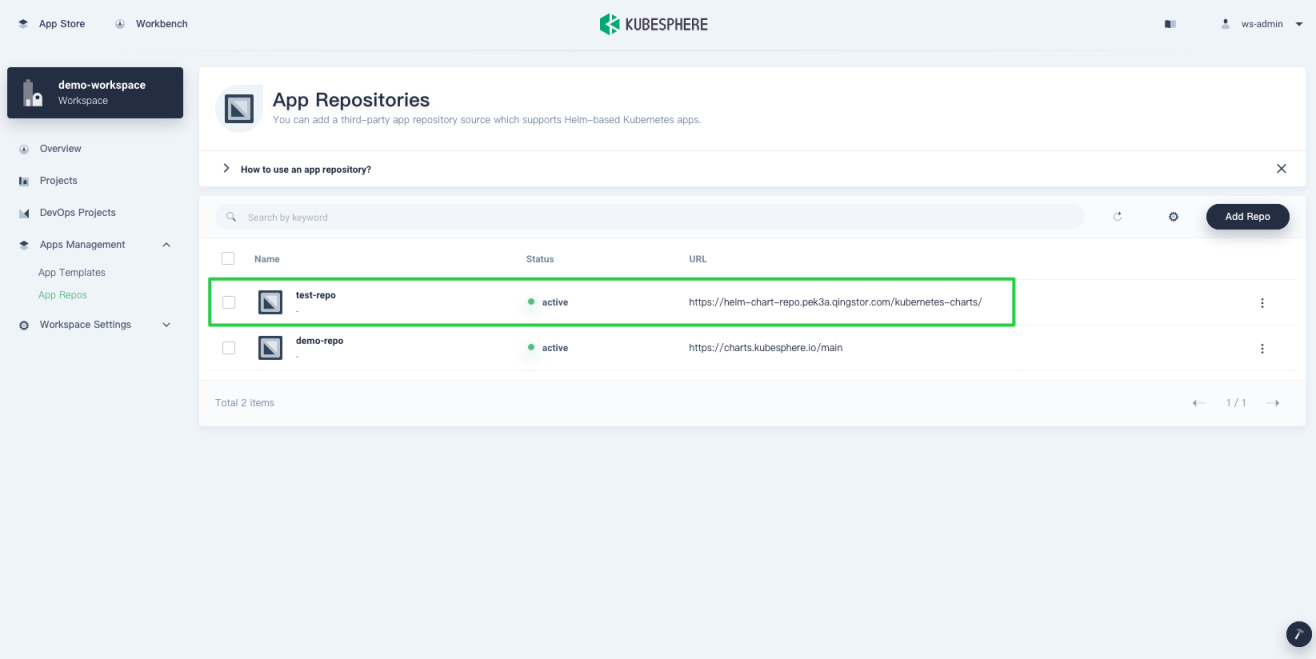 App Store
Workbench
KUBESPHERE
ws-admin
demo-workspace
Workspace
Overview
Projects
DevOps Projects
Apps Management
App Templates
App Repos
Workspace Settings
App Repositories
You can add a third-party app repository source which supports Helm-based Kubernetes apps.
How to use an app repository?
Search by keyword
Add Repo
Name Status URL
test-repo
-
active
https://helm-chart-repo.pek3a.qingstor.com/kubernetes-charts/
demo-repo
-
active
https://charts.kubesphere.io/main
Total 2 items
1 / 1